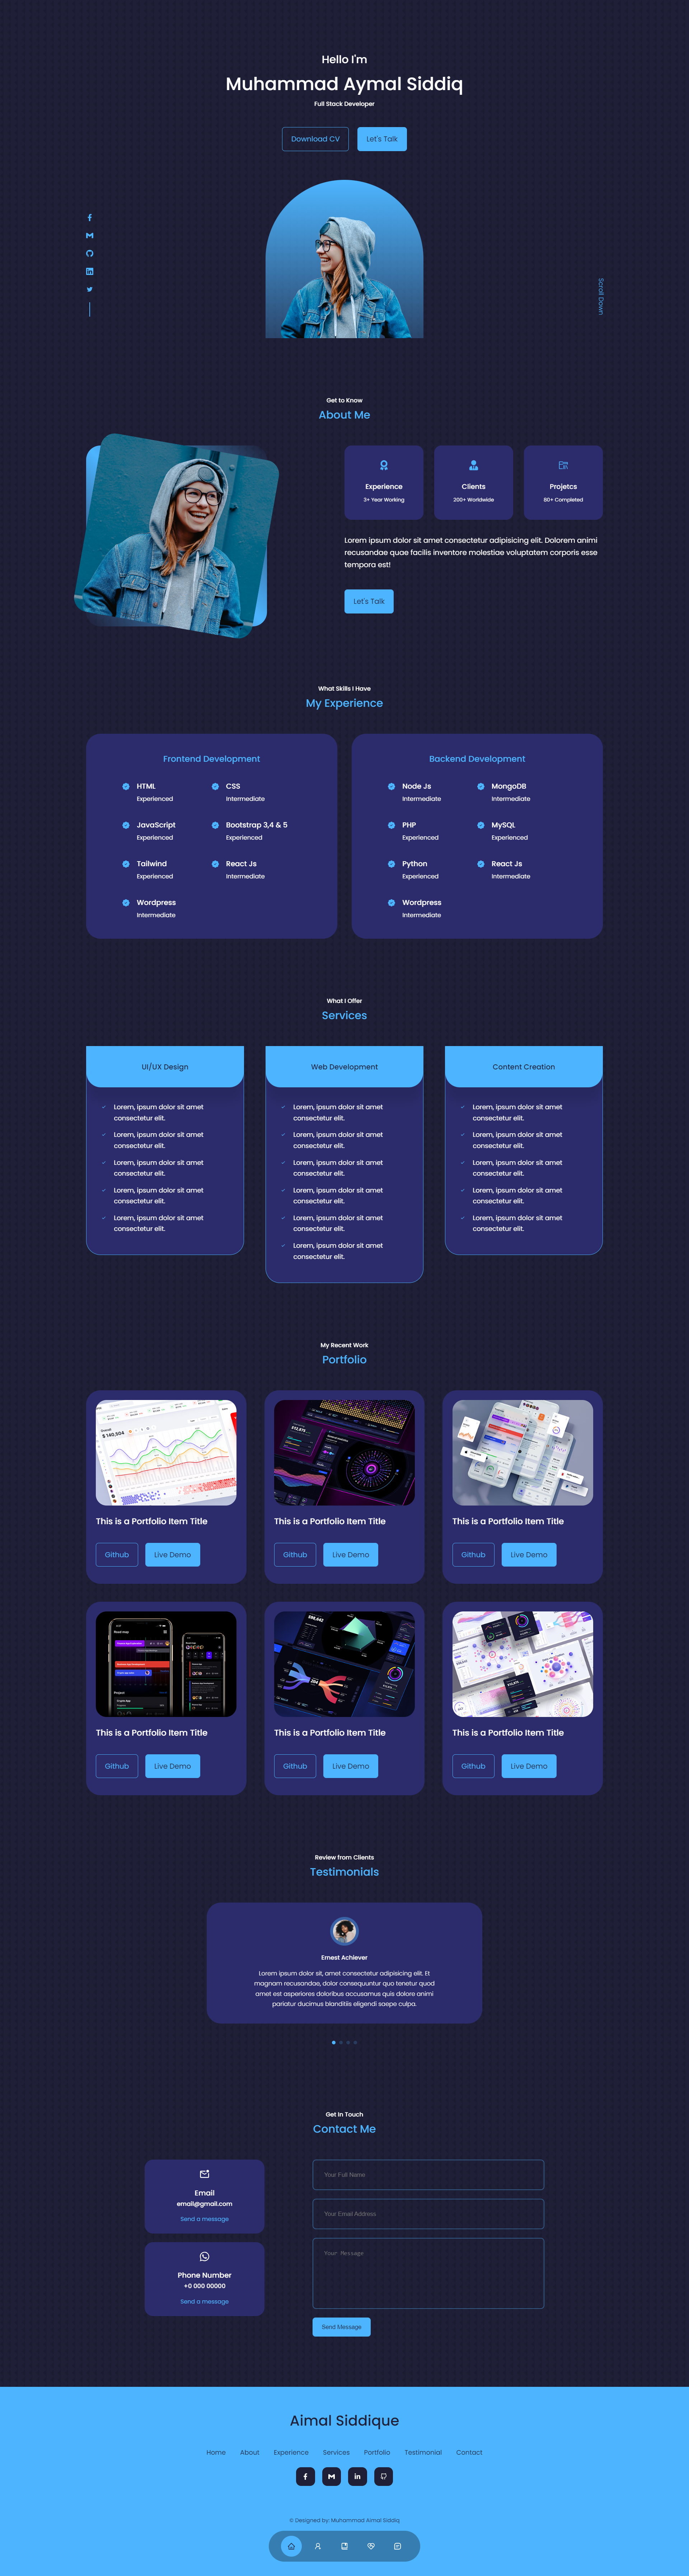 Hello I'm
Muhammad Aymal Siddiq
Full Stack Developer
Download CV
Let's Talk
Scroll Down
Get to Know
About Me
Experience
3+ Year Working
Clients
200+ Worldwide
Projetcs
80+ Completed
Lorem ipsum dolor sit amet consectetur adipisicing elit. Dolorem animi
recusandae quae facilis inventore molestiae voluptatem corporis esse
tempora est!
Let's Talk
What Skills I Have
My Experience
Frontend Development
HTML
Experienced
CSS
Intermediate
JavaScript
Experienced
Bootstrap 3,4 & 5
Experienced
Tailwind
Experienced
React Js
Intermediate
Wordpress
Intermediate
Backend Development
Node Js
Intermediate
MongoDB
Intermediate
PHP
Experienced
MySQL
Experienced
Python
Experienced
React Js
Intermediate
Wordpress
Intermediate
What I Offer
Services
UI/UX Design
Lorem, ipsum dolor sit amet
consectetur elit.
Lorem, ipsum dolor sit amet
consectetur elit.
Lorem, ipsum dolor sit amet
consectetur elit.
Lorem, ipsum dolor sit amet
consectetur elit.
Lorem, ipsum dolor sit amet
consectetur elit.
Web Development
Lorem, ipsum dolor sit amet
consectetur elit.
Lorem, ipsum dolor sit amet
consectetur elit.
Lorem, ipsum dolor sit amet
consectetur elit.
Lorem, ipsum dolor sit amet
consectetur elit.
Lorem, ipsum dolor sit amet
consectetur elit.
Lorem, ipsum dolor sit amet
consectetur elit.
Content Creation
Lorem, ipsum dolor sit amet
consectetur elit.
Lorem, ipsum dolor sit amet
consectetur elit.
Lorem, ipsum dolor sit amet
consectetur elit.
Lorem, ipsum dolor sit amet
consectetur elit.
Lorem, ipsum dolor sit amet
consectetur elit.
My Recent Work
Portfolio
$ 140,504
This is a Portfolio Item Title
Github
Live Demo
This is a Portfolio Item Title
Github
Live Demo
This is a Portfolio Item Title
Github
Live Demo
This is a Portfolio Item Title
Github
Live Demo
This is a Portfolio Item Title
Github
Live Demo
This is a Portfolio Item Title
Github
Live Demo
Review from Clients
Testimonials
Ernest Achiever
Lorem ipsum dolor sit, amet consectetur adipisicing elit. Et
magnam recusandae, dolor consequuntur quo tenetur quod
amet est asperiores doloribus accusamus quis dolore animi
pariatur ducimus blanditiis eligendi saepe culpa.
Get In Touch
Contact Me
Email
email@gmail.com
Send a message
Phone Number
+0 000 00000
Send a message
Your Full Name
Your Email Address
Your Message
Send Message
Aimal Siddique
Home
About
Experience
Services
Portfolio
Testimonial
Contact
© Designed by: Muhammad Aimal Siddiq